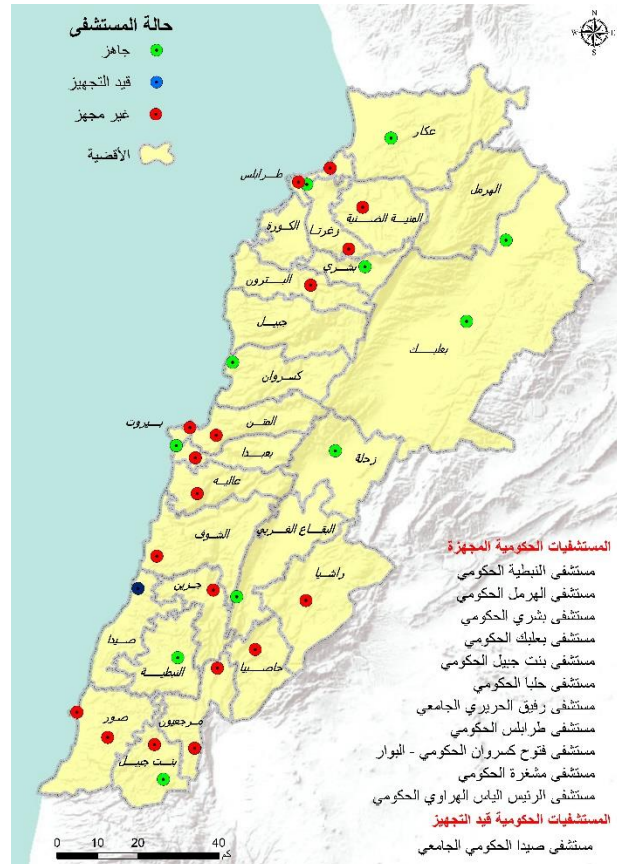 حالة المستشفى
جاهز
قيد التجهيز
غير مجهز
الأقضية
N
W E
S
عكار
طرابلس
الهرمل
المنية الضنية
زغرتا
الكورة
بشري
البترون
جبيل
بعلبك
كسروان
المتن
بيروت
بعبدا
زحلة
عاليه
البقاع الغربي
الشوف
راشيا
جزين
صيدا
حاصبيا
النبطية
مرجعيون
صور
بنت جبيل
المستشفيات الحكومية المجهزة
مستشفى النبطية الحكومي
مستشفى الهرمل الحكومي
مستشفى بشري الحكومي
مستشفى بعلبك الحكومي
مستشفى بنت جبيل الحكومي
مستشفى حلبا الحكومي
مستشفى رفيق الحريري الجامعي
مستشفى طرابلس الحكومي
مستشفى فتوح كسروان الحكومي - البوار
مستشفى مشغرة الحكومي
مستشفى الرئيس الياس الهراوي الحكومي
المستشفيات الحكومية قيد التجهيز
مستشفى صيدا الحكومي الجامعي
0 10 20 40
كم